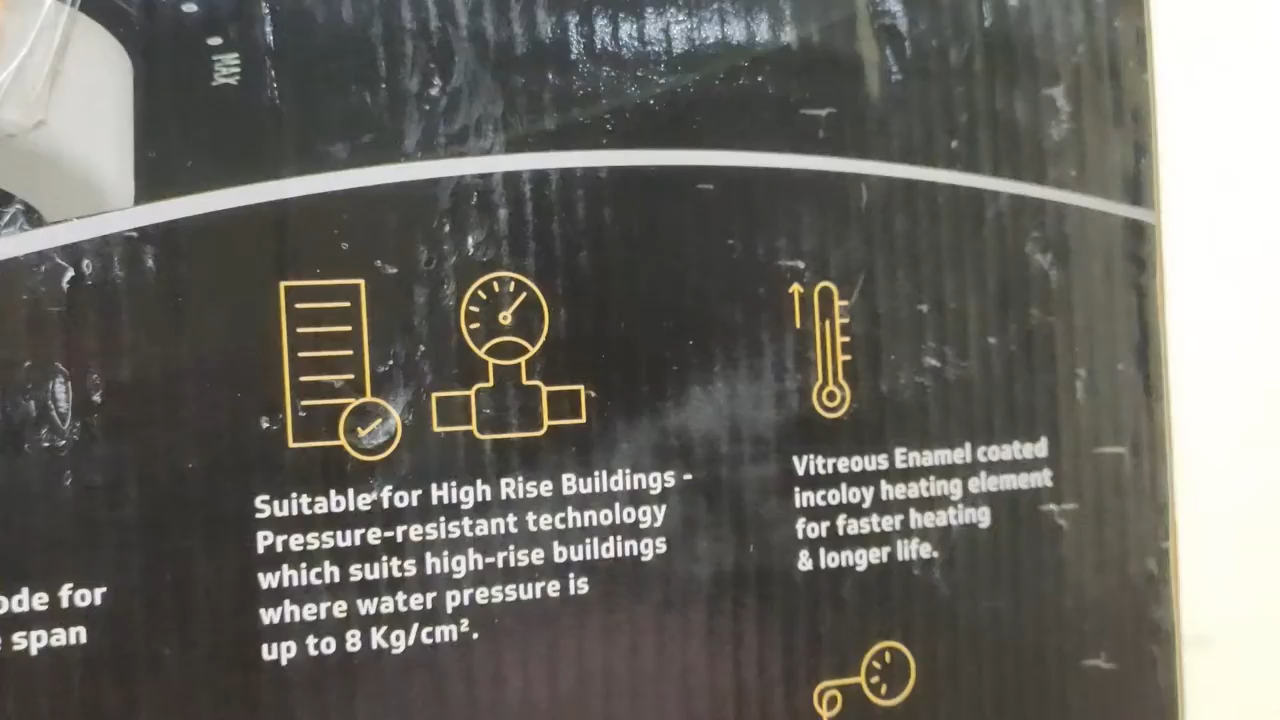 MAX
ode for
span
Suitable for High Rise Buildings -
Pressure-resistant technology
which suits high-rise buildings
where water pressure is
up to 8 Kg/cm².
Vitreous Enamel coated
incoloy heating element
for faster heating
& longer life.